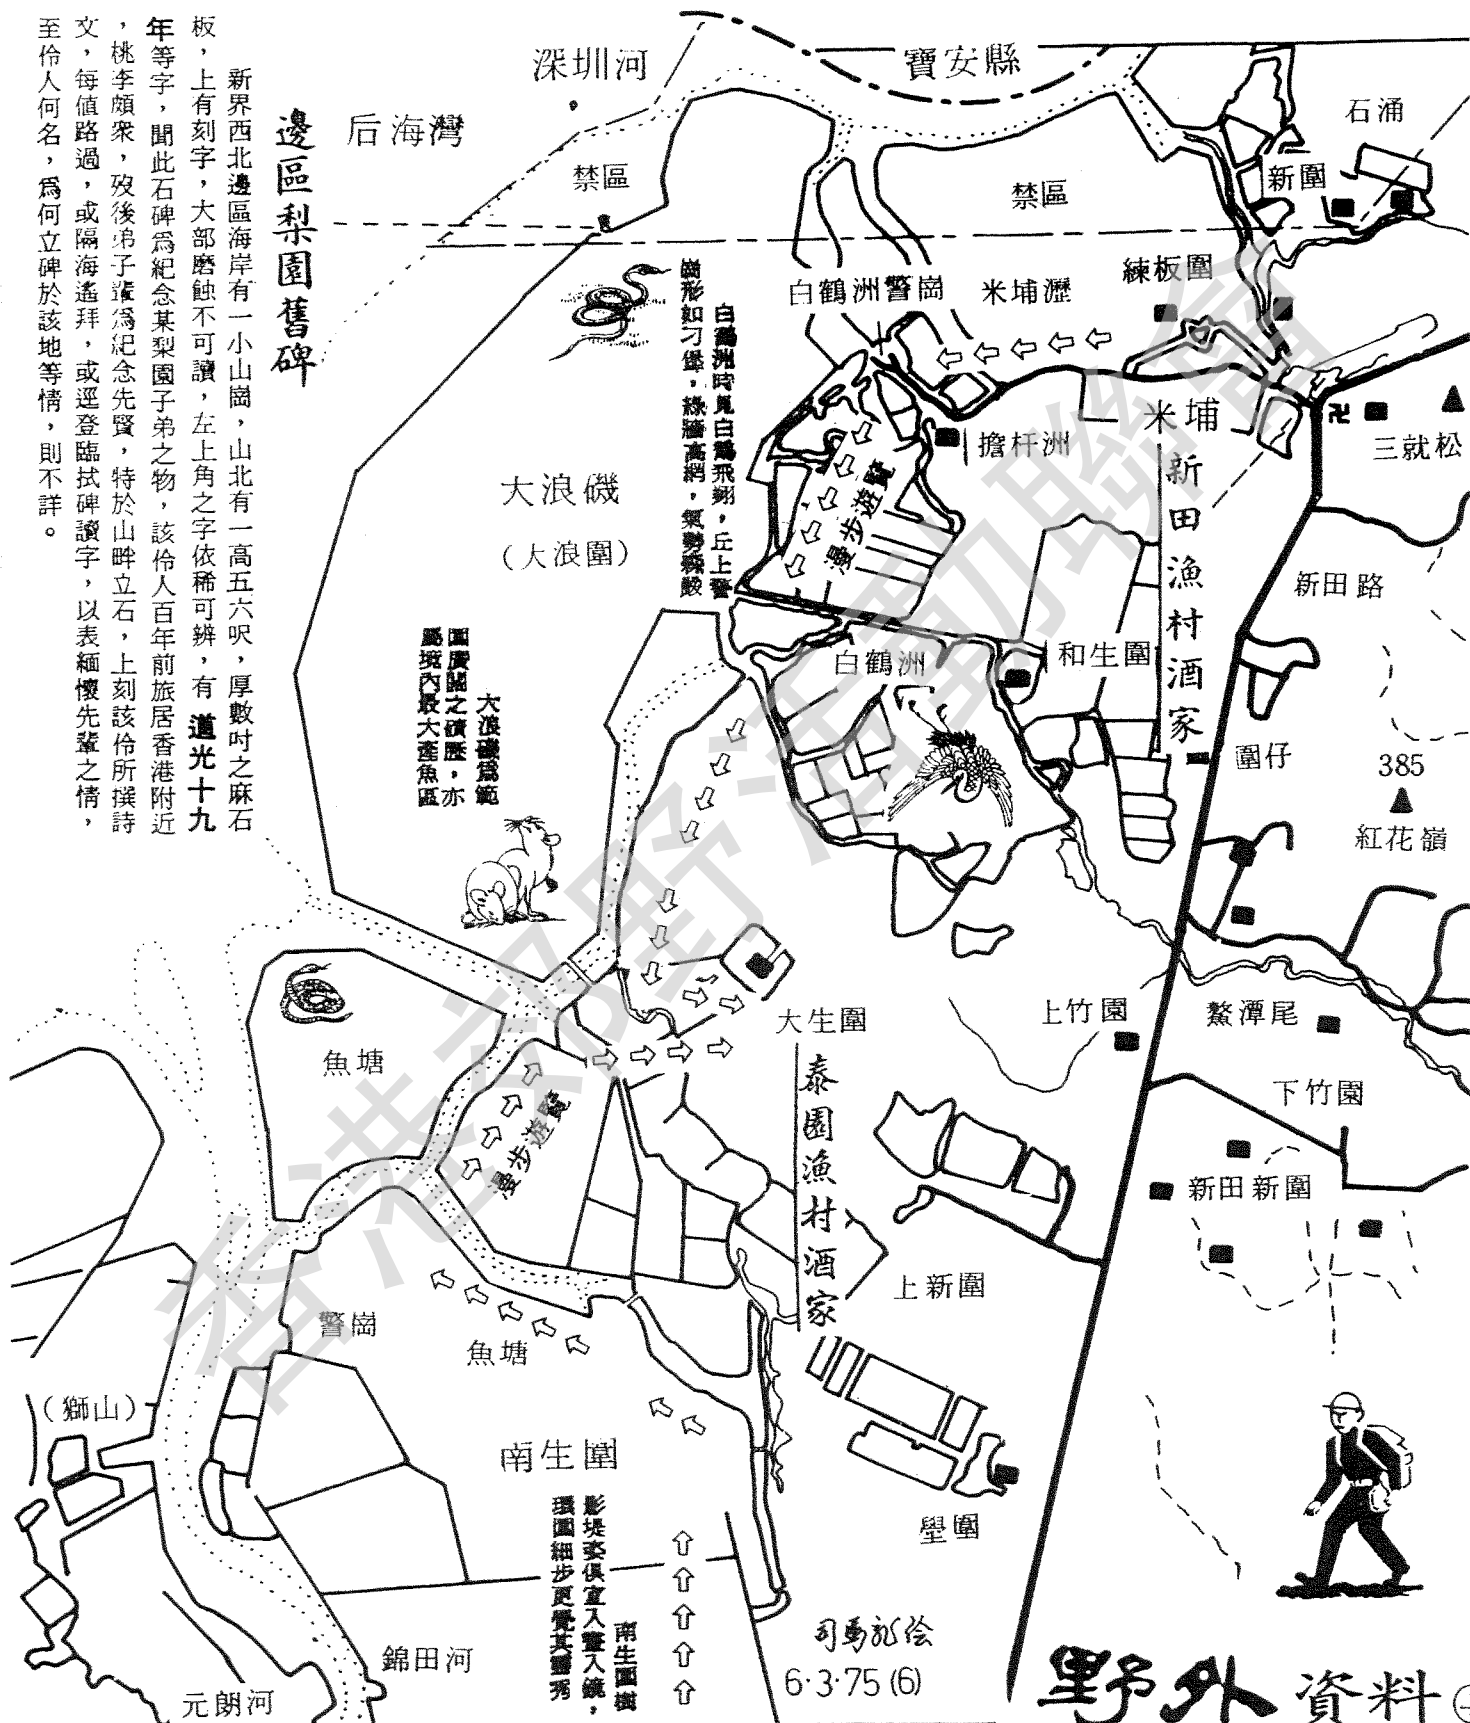 邊區梨園舊碑
新界西北邊區海岸有一小山崗，山北有一高五六呎，厚數吋之麻石
板，上有刻字，大部磨蝕不可讀，左上角之字依稀可辨，有道光十九
年等字，聞此石碑爲紀念某梨園子弟之物，該伶人百年前旅居香港附近
，桃李頗衆，歿後弟子輩爲紀念先賢，特於山畔立石，上刻該伶所撰詩
文，每值路過，或隔海遙拜，或逕登臨拭碑讀字，以表緬懷先輩之情，
至伶人何名，爲何立碑於該地等情，則不詳。
深圳河
寶安縣
后海灣
石涌
禁區
禁區
新圍
白鶴洲警崗
米埔瀝
練板圍
白鶴洲時見白鶴飛翔，丘上警
崗形如刁堡，綠牆高網，氣勢森嚴
米埔
擔杆洲
三就松
卍
新田漁村酒家
大浪磯
（大浪圍）
漫步遊覽
新田路
白鶴洲
和生圍
大浪磯爲範
圍廣闊之磧歷，亦
屬境內最大產魚區
圍仔
385
紅花嶺
大生圍
上竹園
鰲潭尾
魚塘
泰園漁村酒家
下竹園
漫步遊覽
新田新圍
上新圍
警崗
魚塘
（獅山）
南生圍
壆圍
南生圍樹
影堤姿俱宜入畫入鏡，
環圍細步更覺其靈秀
錦田河
元朗河
司馬龍繪
6·3·75 (6)
野外資料㊀
香港郊野活動聯會